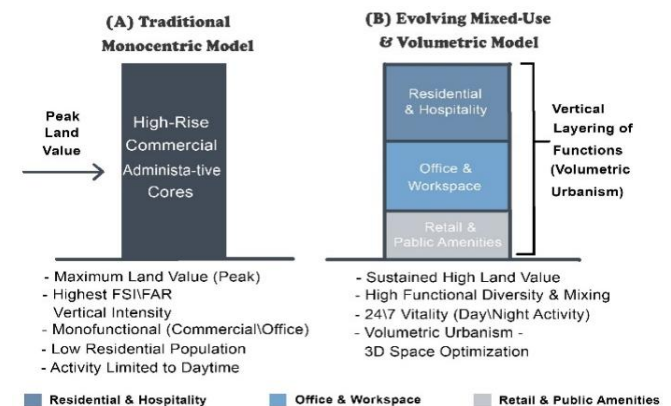 (A) Traditional
Monocentric Model
Peak
Land
Value
High-Rise
Commercial
Administa-tive
Cores
- Maximum Land Value (Peak)
- Highest FSI\FAR
Vertical Intensity
- Monofunctional (Commercial\Office)
- Low Residential Population
- Activity Limited to Daytime
(B) Evolving Mixed-Use
& Volumetric Model
Residential
& Hospitality
Office &
Workspace
Retail &
Public Amenities
Vertical
Layering of
Functions
(Volumetric
Urbanism)
- Sustained High Land Value
- High Functional Diversity & Mixing
- 24\7 Vitality (Day\Night Activity)
- Volumetric Urbanism -
3D Space Optimization
Residential & Hospitality
Office & Workspace
Retail & Public Amenities